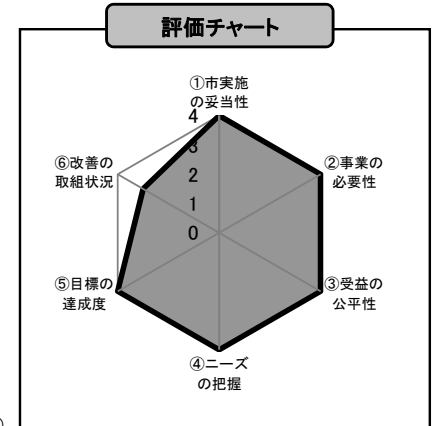 評価チャート
①市実施
の妥当性
4
3
2
1
0
②事業の
必要性
③受益の
公平性
④ニーズ
の把握
⑤目標の
達成度
⑥改善の
取組状況